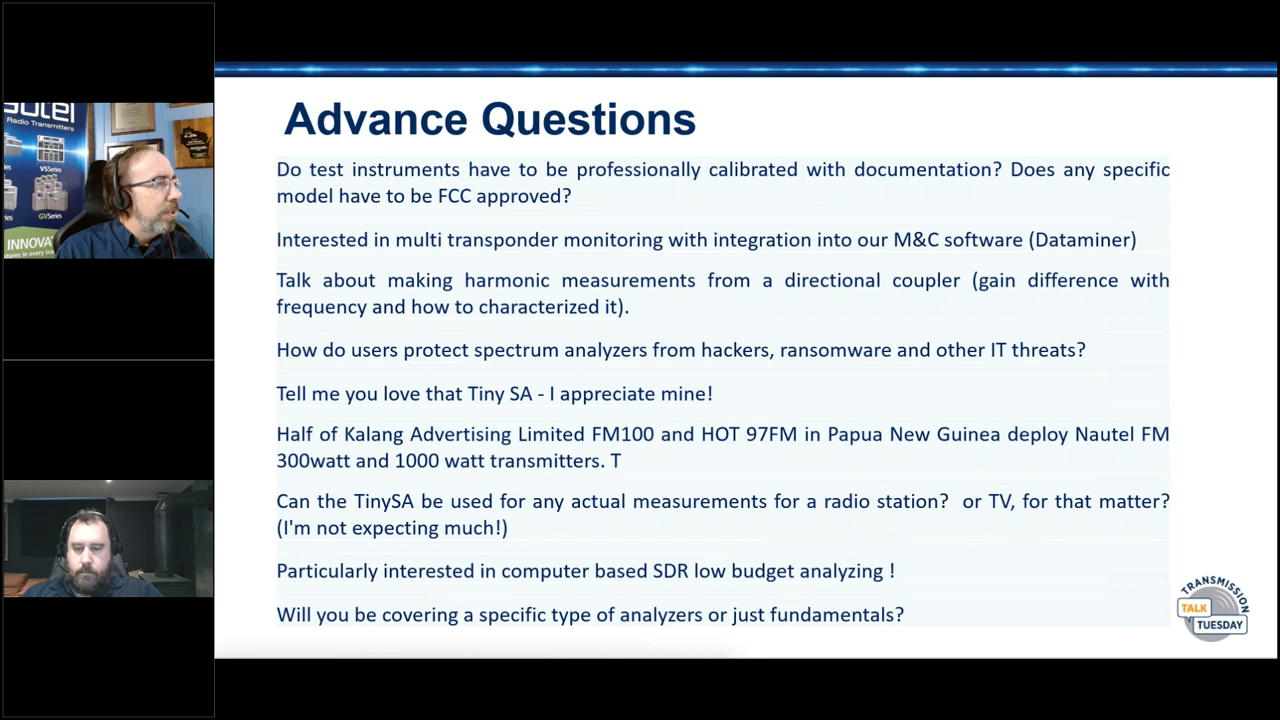 autel
Radio Transmitters
VSSeries
GVSeries
INNOVAT
Advance Questions
Do test instruments have to be professionally calibrated with documentation? Does any specific
model have to be FCC approved?
Interested in multi transponder monitoring with integration into our M&C software (Dataminer)
Talk about making harmonic measurements from a directional coupler (gain difference with
frequency and how to characterized it).
How do users protect spectrum analyzers from hackers, ransomware and other IT threats?
Tell me you love that Tiny SA - I appreciate mine!
Half of Kalang Advertising Limited FM100 and HOT 97FM in Papua New Guinea deploy Nautel FM
300watt and 1000 watt transmitters. T
Can the TinySA be used for any actual measurements for a radio station? or TV, for that matter?
(I'm not expecting much!)
Particularly interested in computer based SDR low budget analyzing !
Will you be covering a specific type of analyzers or just fundamentals?
TRANSMISSION
TALK
TUESDAY